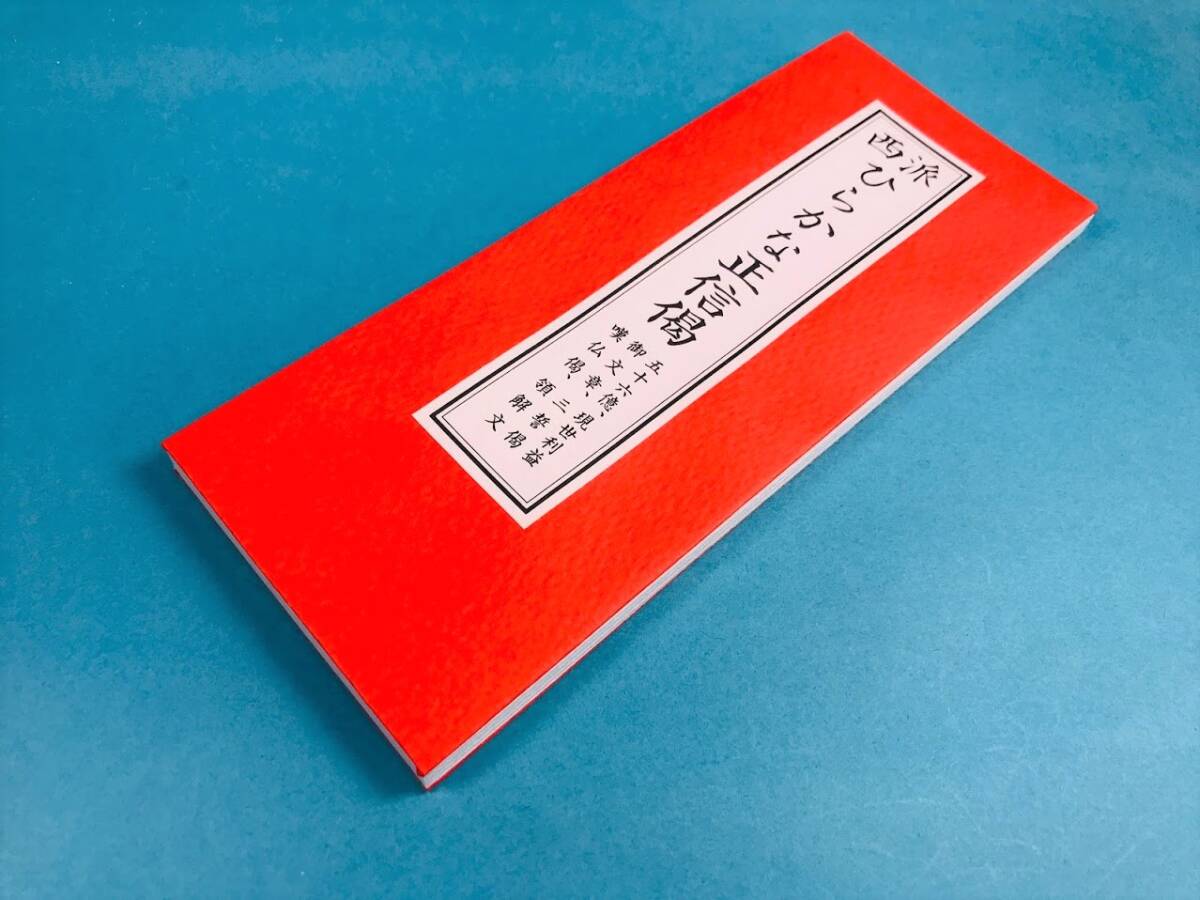 西派
ひらかな正信偈
五十六億、現世利益
御文章、三誓偈
嘆仏偈、領解文